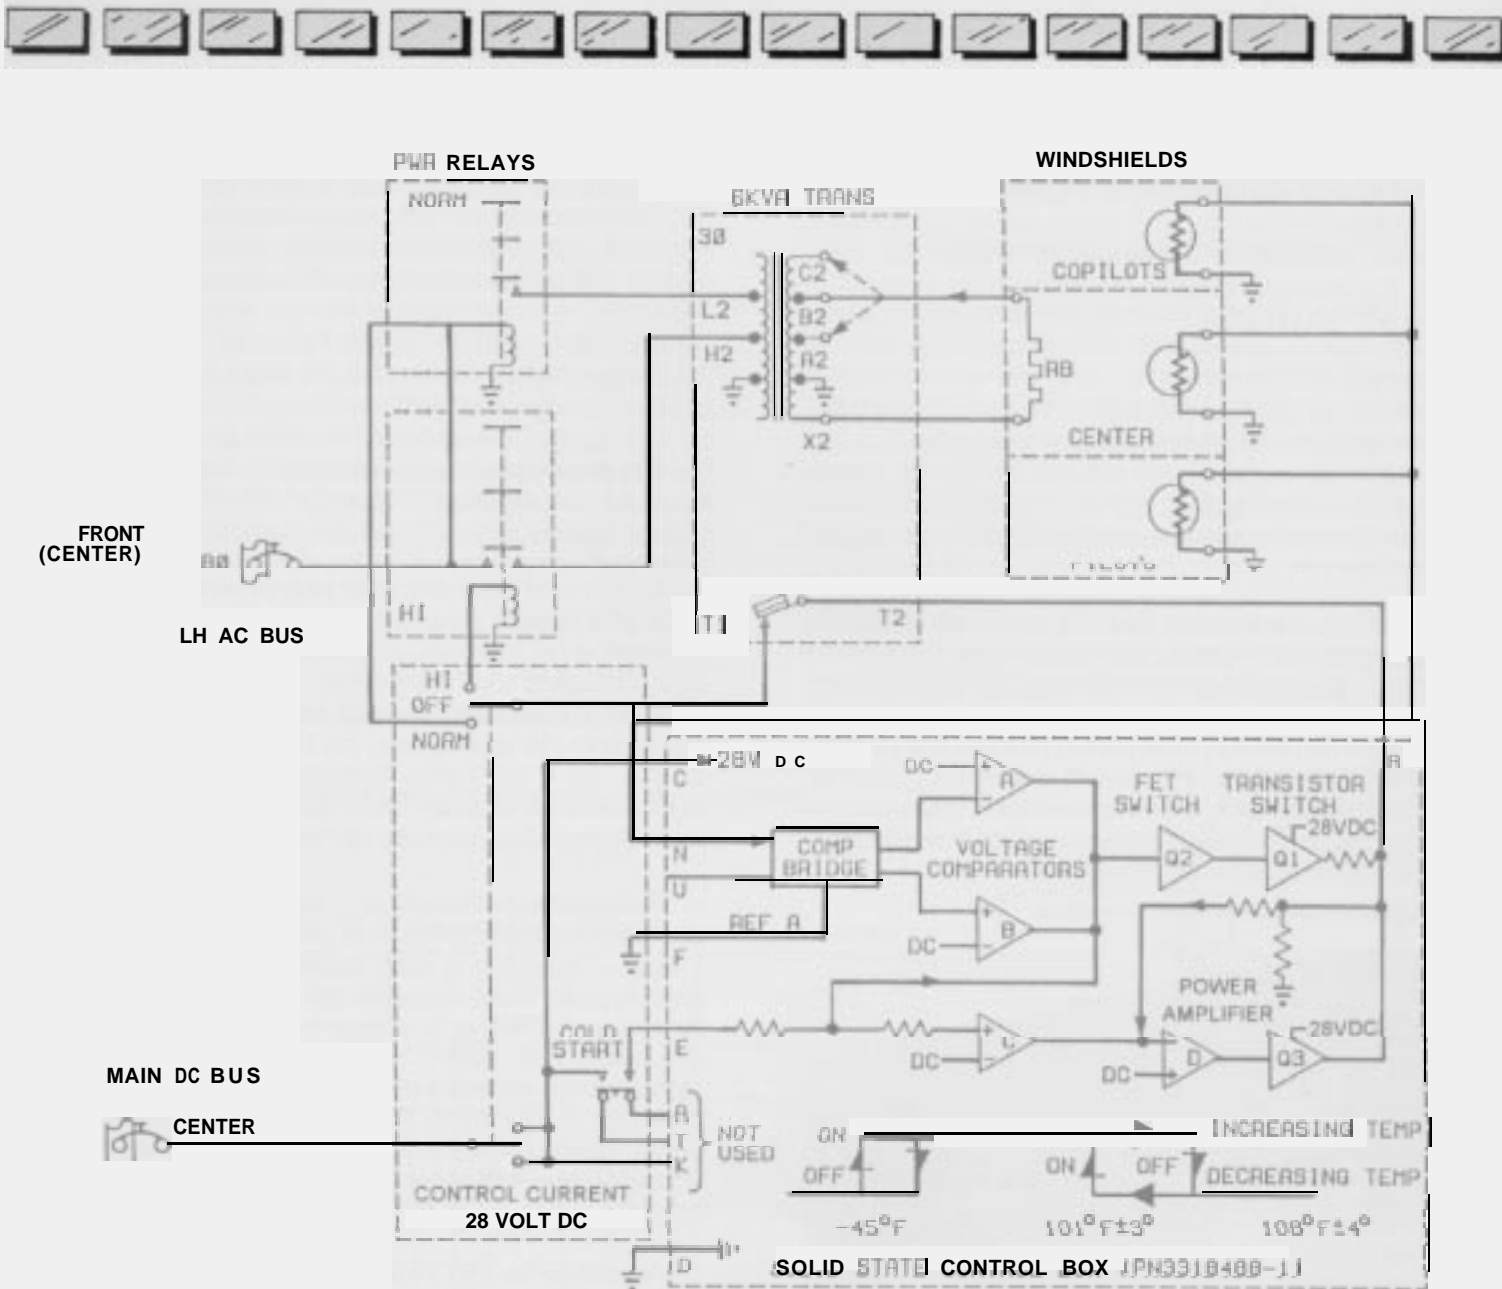 PWR RELAYS
WINDSHIELDS
NORM
6KVA TRANS
30
C2
COPILOTS
L2
B2
H2
A2
RB
CENTER
X2
FRONT
(CENTER)
80
HI
T1
T2
LH AC BUS
HI
OFF
NORM
28V DC
C
DC
A
FET
SWITCH
TRANSISTOR
SWITCH
28VDC
R
N
COMP
BRIDGE
VOLTAGE
COMPARATORS
Q2
Q1
U
REF A
B
DC
F
POWER
AMPLIFIER
COLD
START
E
C
DC
28VDC
D
Q3
DC
MAIN DC BUS
CENTER
R
T
K
NOT
USED
ON
OFF
INCREASING TEMP
ON
OFF
DECREASING TEMP
CONTROL CURRENT
28 VOLT DC
-45°F
101°F±3°
108°F±4°
D
SOLID STATE CONTROL BOX